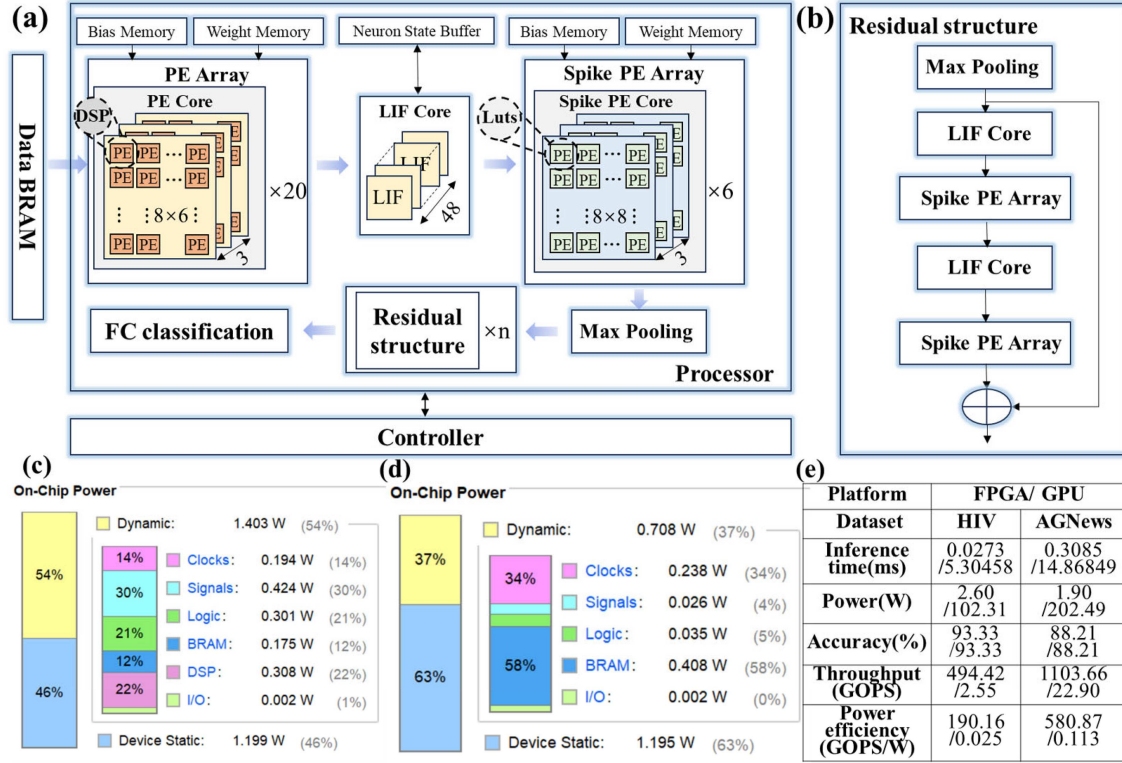 (a)
Data BRAM
Bias Memory
Weight Memory
PE Array
PE Core
DSP
PE PE ... PE
PE PE ... PE
⋮ ⋮ 8×6 ⋮
PE PE ... PE
3
×20
Neuron State Buffer
LIF Core
LIF
LIF
48
Bias Memory
Weight Memory
Spike PE Array
Spike PE Core
Luts
PE PE ... PE
PE PE ... PE
⋮ ⋮ 8×8 ⋮
PE PE ... PE
3
×6
FC classification
Residual
structure
×n
Max Pooling
Processor
Controller
(b)
Residual structure
Max Pooling
LIF Core
Spike PE Array
LIF Core
Spike PE Array
(c)
On-Chip Power
54%
46%
Dynamic: 1.403 W (54%)
14%
30%
21%
12%
22%
Clocks: 0.194 W (14%)
Signals: 0.424 W (30%)
Logic: 0.301 W (21%)
BRAM: 0.175 W (12%)
DSP: 0.308 W (22%)
I/O: 0.002 W (1%)
Device Static: 1.199 W (46%)
(d)
On-Chip Power
37%
63%
Dynamic: 0.708 W (37%)
34%
58%
Clocks: 0.238 W (34%)
Signals: 0.026 W (4%)
Logic: 0.035 W (5%)
BRAM: 0.408 W (58%)
I/O: 0.002 W (0%)
Device Static: 1.195 W (63%)
(e)
Platform FPGA/ GPU
Dataset HIV AGNews
Inference 0.0273 0.3085
time(ms) /5.30458 /14.86849
Power(W) 2.60 1.90
/102.31 /202.49
Accuracy(%) 93.33 88.21
/93.33 /88.21
Throughput 494.42 1103.66
(GOPS) /2.55 /22.90
Power
efficiency 190.16 580.87
(GOPS/W) /0.025 /0.113